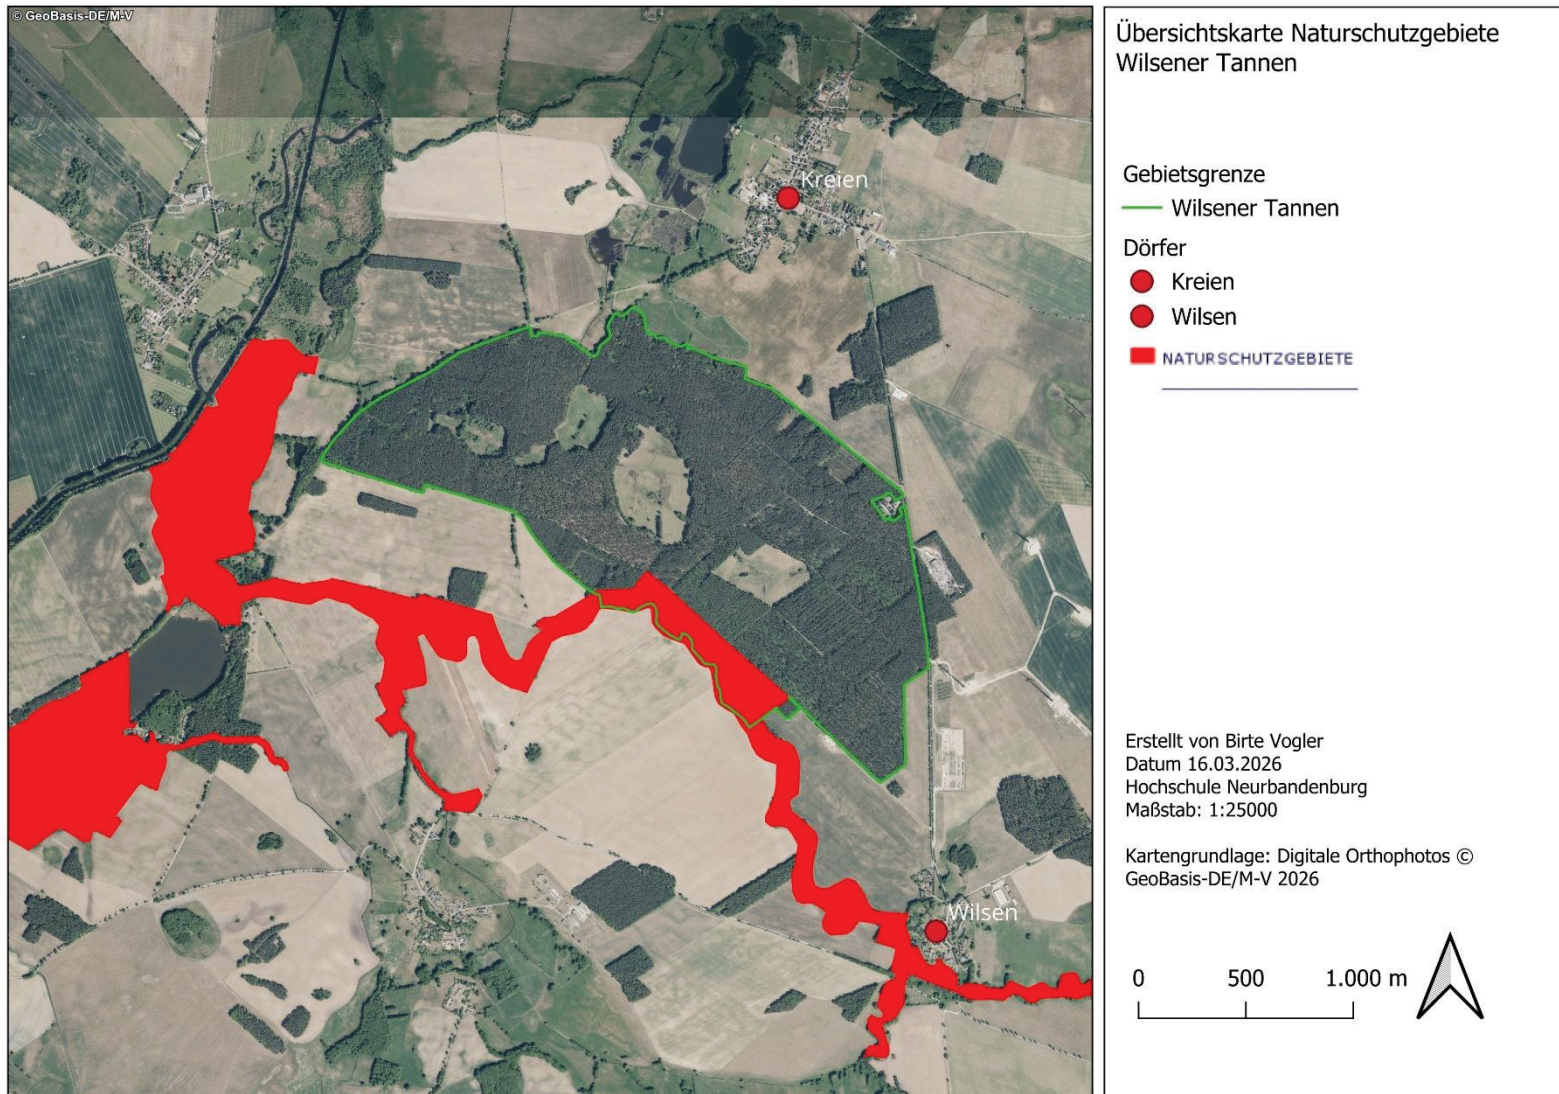 © GeoBasis-DE/M-V
Kreien
Wilsen
Übersichtskarte Naturschutzgebiete
Wilsener Tannen
Gebietsgrenze
Wilsener Tannen
Dörfer
Kreien
Wilsen
NATURSCHUTZGEBIETE
Erstellt von Birte Vogler
Datum 16.03.2026
Hochschule Neurbandenburg
Maßstab: 1:25000
Kartengrundlage: Digitale Orthophotos ©
GeoBasis-DE/M-V 2026
0 500 1.000 m